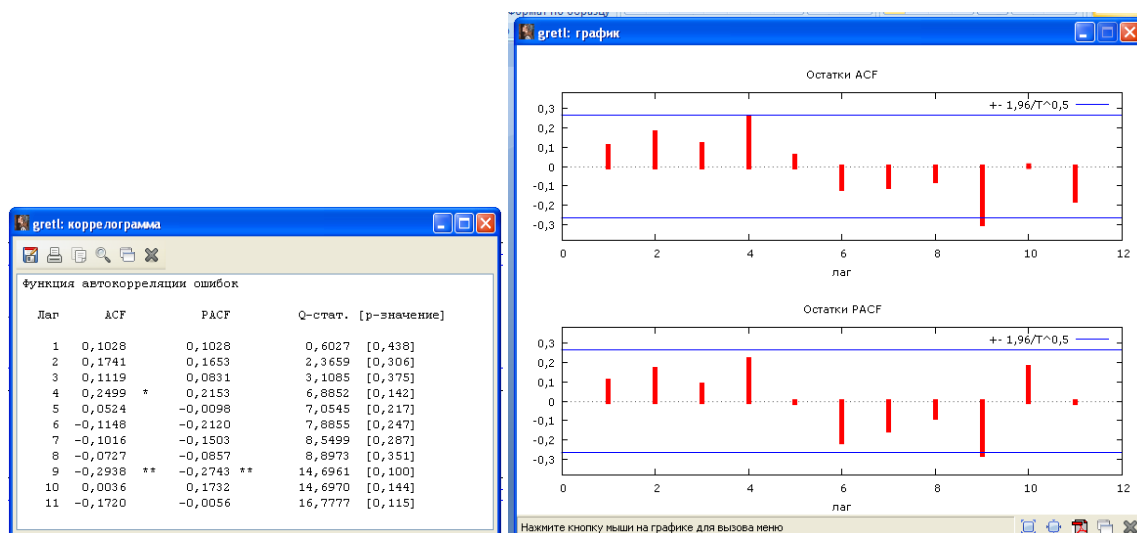 gretl: коррелограмма
Функция автокорреляции ошибок
Лаг ACF PACF Q-стат. [p-значение]
1 0,1028 0,1028 0,6027 [0,438]
2 0,1741 0,1653 2,3659 [0,306]
3 0,1119 0,0831 3,1085 [0,375]
4 0,2499 * 0,2153 6,8852 [0,142]
5 0,0524 -0,0098 7,0545 [0,217]
6 -0,1148 -0,2120 7,8855 [0,247]
7 -0,1016 -0,1503 8,5499 [0,287]
8 -0,0727 -0,0857 8,8973 [0,351]
9 -0,2938 ** -0,2743 ** 14,6961 [0,100]
10 0,0036 0,1732 14,6970 [0,144]
11 -0,1720 -0,0056 16,7777 [0,115]
Формат по образцу
gretl: график
Остатки ACF
+- 1,96/T^0,5
0,3
0,2
0,1
0
-0,1
-0,2
-0,3
0 2 4 6 8 10 12
лаг
Остатки PACF
+- 1,96/T^0,5
0,3
0,2
0,1
0
-0,1
-0,2
-0,3
0 2 4 6 8 10 12
лаг
Нажмите кнопку мыши на графике для вызова меню